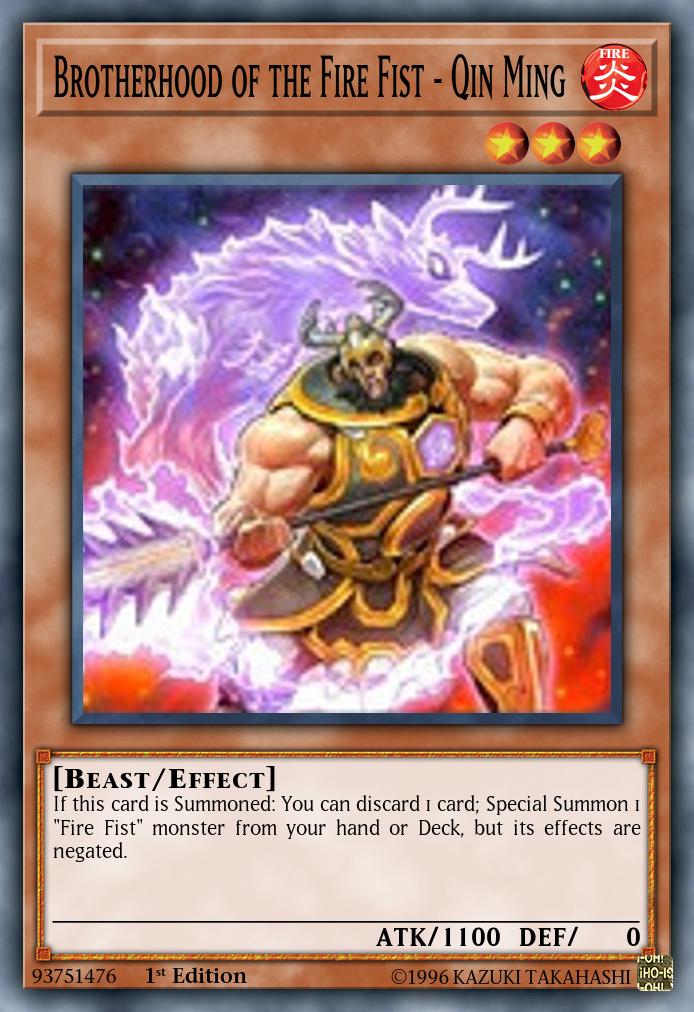 Brotherhood of the Fire Fist - Qin Ming
FIRE
炎
[Beast/Effect]
If this card is Summoned: You can discard 1 card; Special Summon 1
"Fire Fist" monster from your hand or Deck, but its effects are
negated.
ATK/1100 DEF/ 0
93751476 1st Edition ©1996 KAZUKI TAKAHASHI